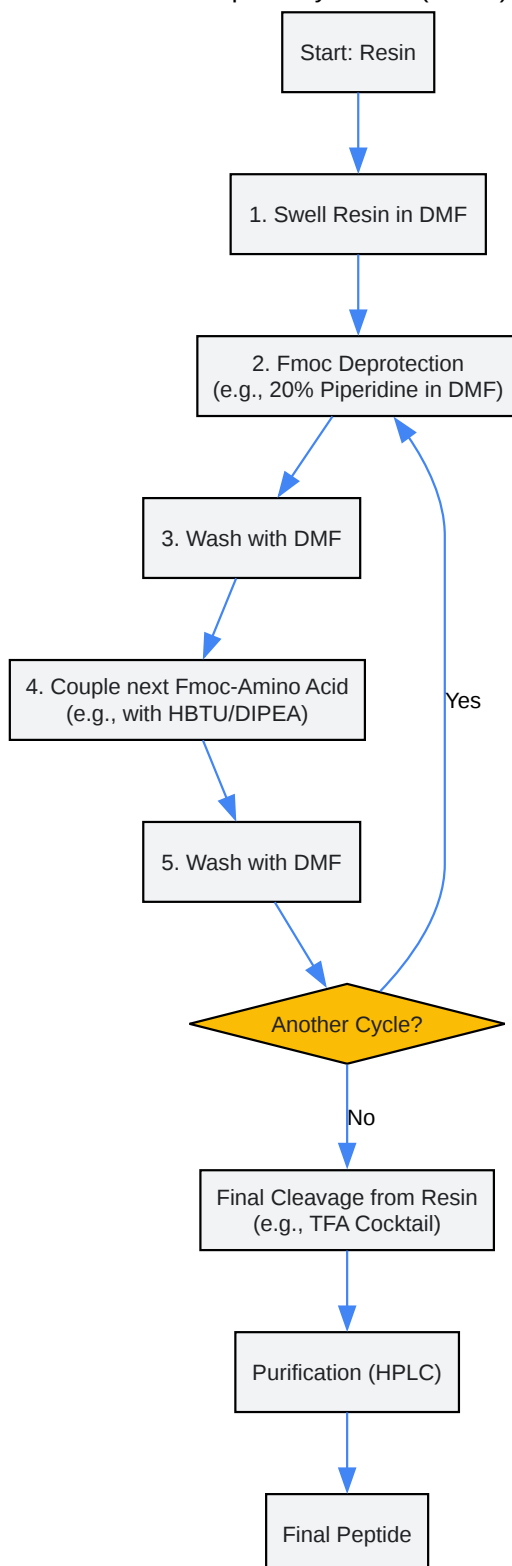 Start: Resin
1. Swell Resin in DMF
2. Fmoc Deprotection
(e.g., 20% Piperidine in DMF)
3. Wash with DMF
4. Couple next Fmoc-Amino Acid
(e.g., with HBTU/DIPEA)
Yes
5. Wash with DMF
Another Cycle?
No
Final Cleavage from Resin
(e.g., TFA Cocktail)
Purification (HPLC)
Final Peptide